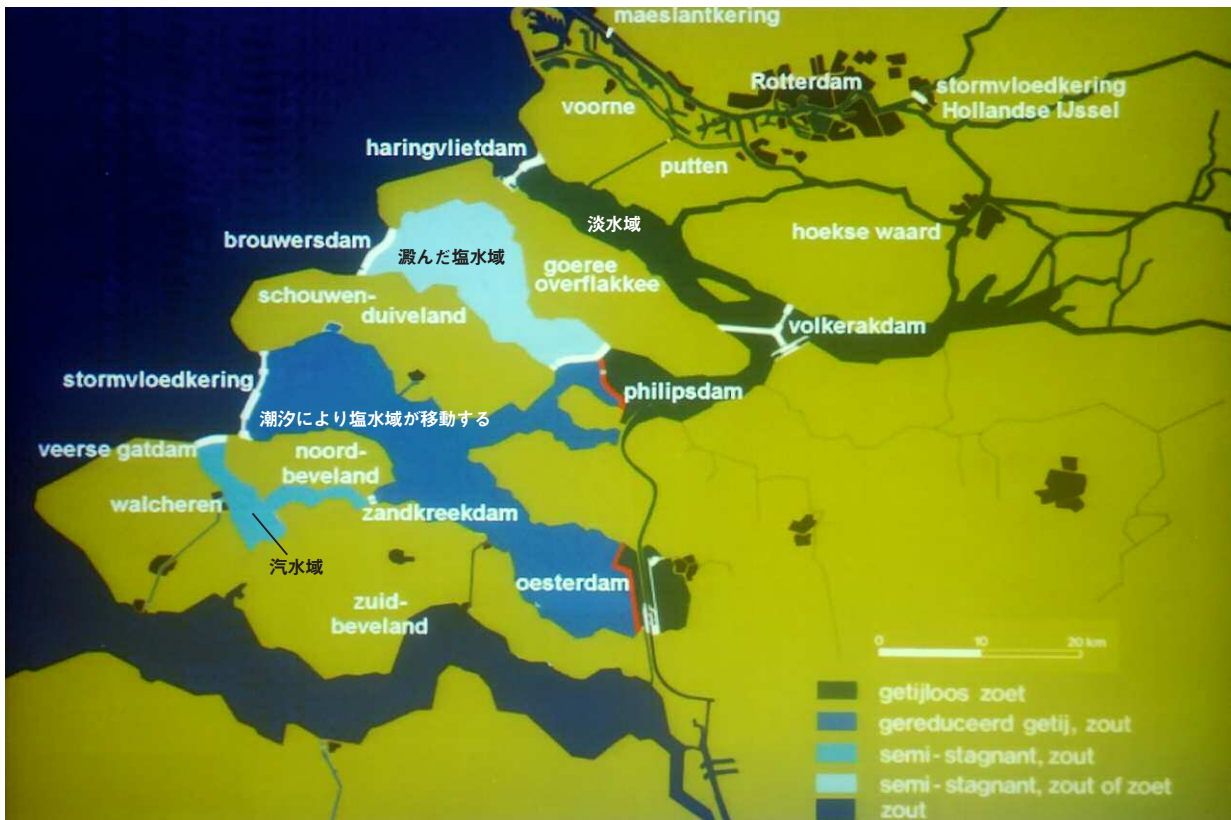 maeslantkering
Rotterdam
stormvloedkering
Hollandse IJssel
voorne
haringvlietdam
putten
淡水域
hoekse waard
brouwersdam
澱んだ塩水域
goeree
overflakkee
schouwen-
duiveland
volkerakdam
stormvloedkering
philipsdam
潮汐により塩水域が移動する
veerse gatdam
noord-
beveland
walcheren
zandkreekdam
汽水域
oesterdam
zuid-
beveland
0 10 20 km
getijloos zoet
gereduceerd getij, zout
semi-stagnant, zout
semi-stagnant, zout of zoet
zout